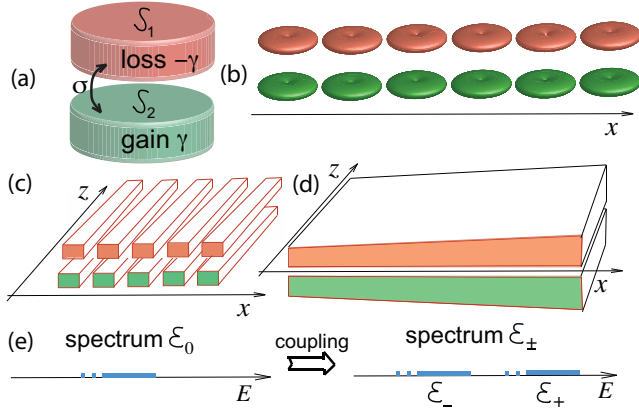 (a)
S₁
loss −γ
σ
S₂
gain γ
(b)
x
(c)
z
x
(d)
z
x
(e)
spectrum ℰ₀
E
coupling
spectrum ℰ±
ℰ₋
ℰ₊
E